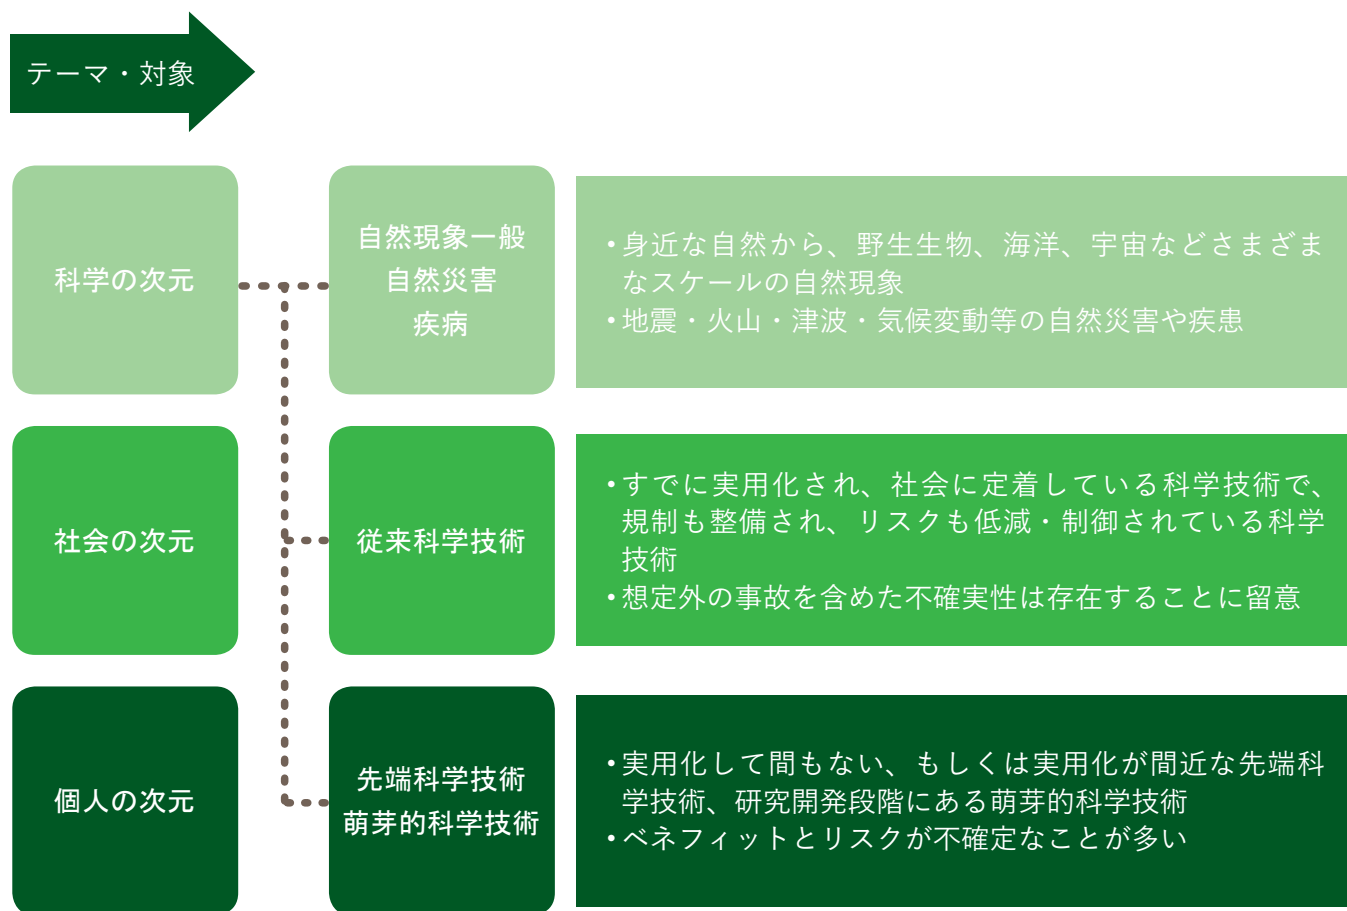 テーマ・対象
科学の次元
自然現象一般
自然災害
疾病
•身近な自然から、野生生物、海洋、宇宙などさまざま
なスケールの自然現象
•地震・火山・津波・気候変動等の自然災害や疾患
社会の次元
従来科学技術
•すでに実用化され、社会に定着している科学技術で、
規制も整備され、リスクも低減・制御されている科学
技術
•想定外の事故を含めた不確実性は存在することに留意
個人の次元
先端科学技術
萌芽的科学技術
•実用化して間もない、もしくは実用化が間近な先端科
学技術、研究開発段階にある萌芽的科学技術
•ベネフィットとリスクが不確定なことが多い